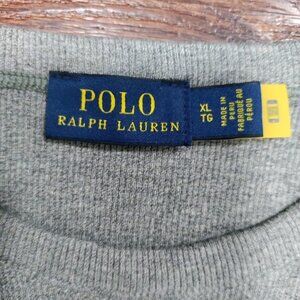 POLO
RALPH LAUREN
XL
TG
MADE IN
PERU
FABRIQUÉ AU
PÉROU